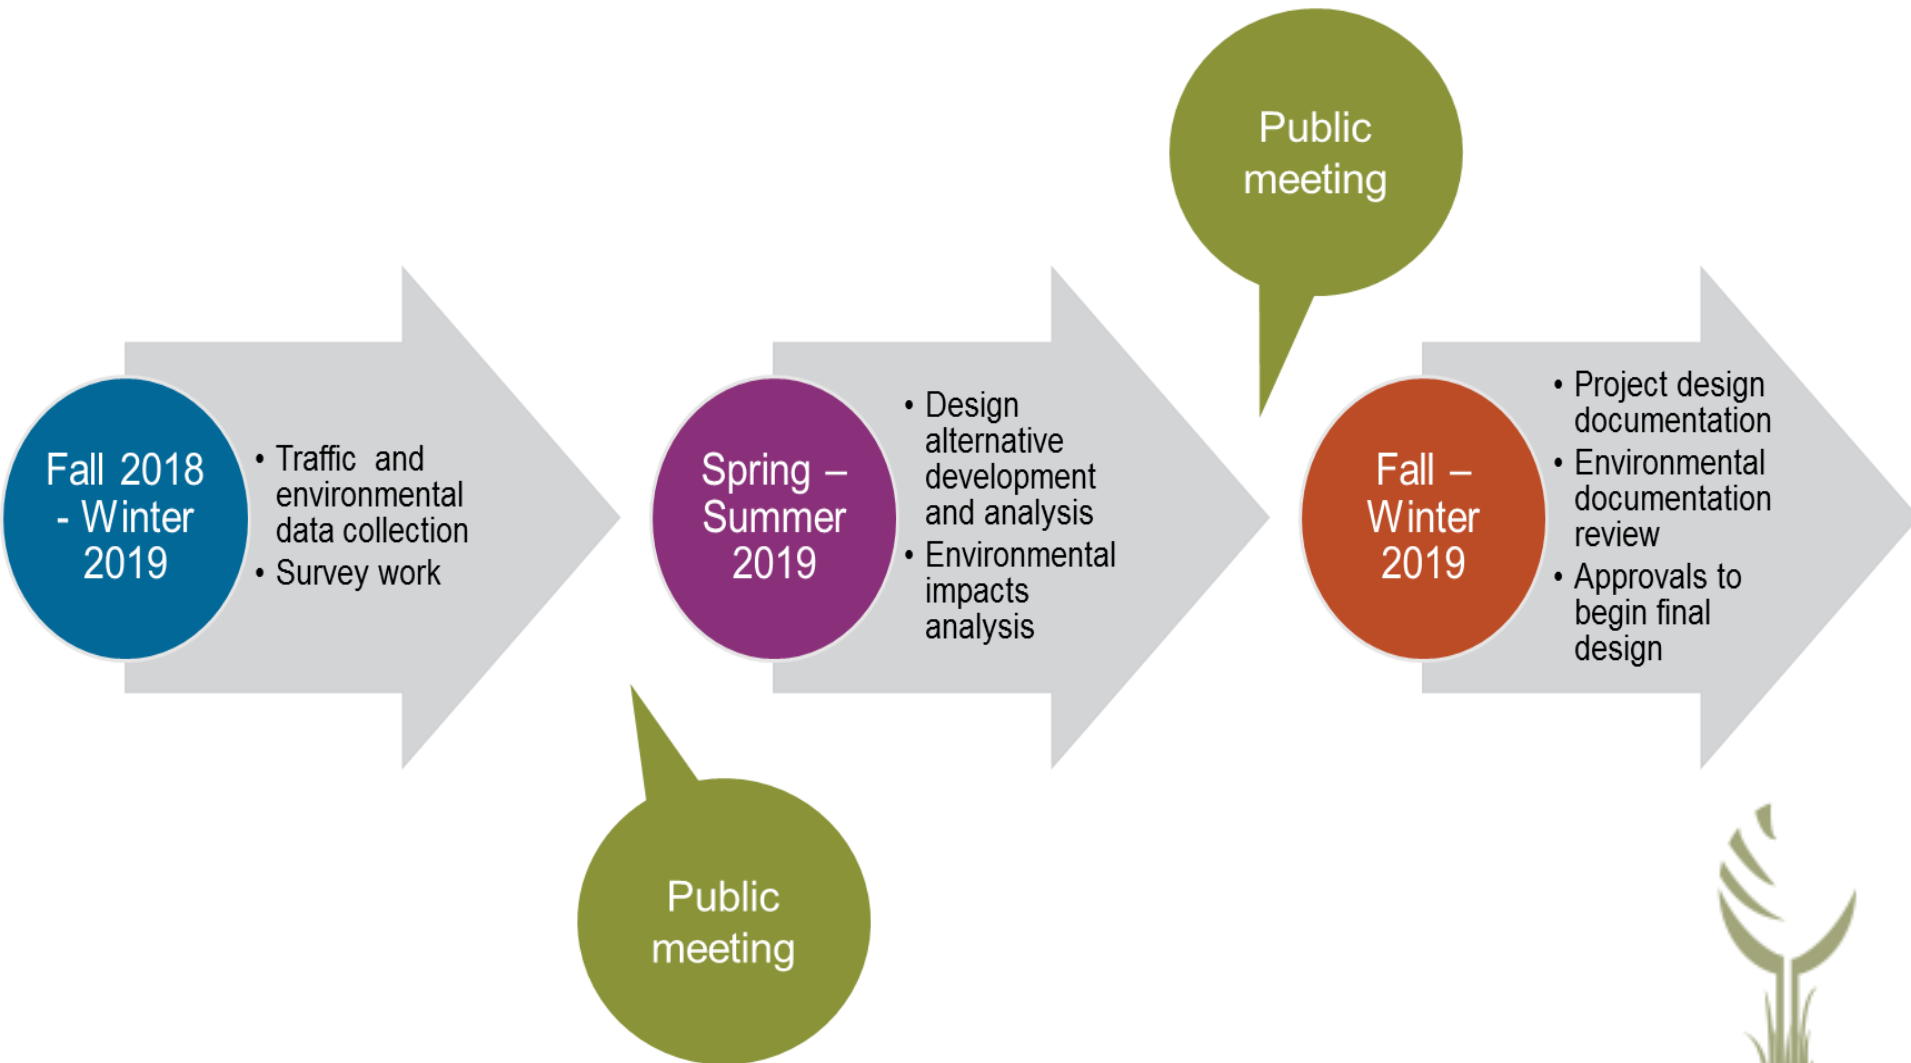 Public
meeting
Fall 2018
- Winter
2019
• Traffic and
environmental
data collection
• Survey work
Spring –
Summer
2019
• Design
alternative
development
and analysis
• Environmental
impacts
analysis
Fall –
Winter
2019
• Project design
documentation
• Environmental
documentation
review
• Approvals to
begin final
design
Public
meeting